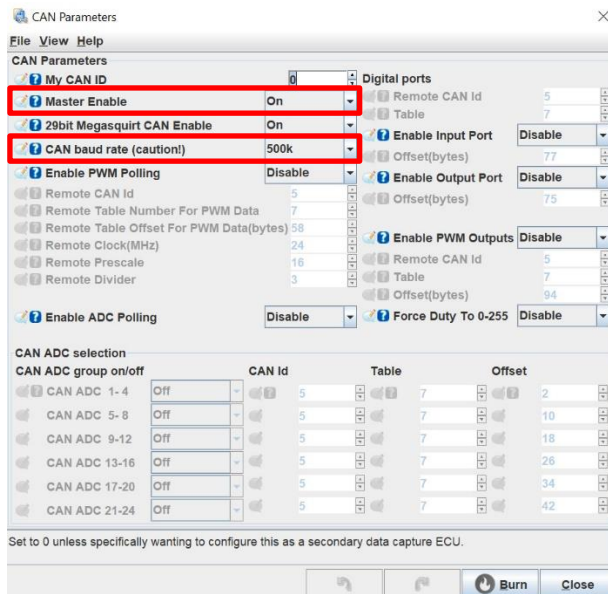 CAN Parameters
File View Help
CAN Parameters
My CAN ID 0
Master Enable On
29bit Megasquirt CAN Enable On
CAN baud rate (caution!) 500k
Enable PWM Polling Disable
Remote CAN Id 5
Remote Table Number For PWM Data 7
Remote Table Offset For PWM Data(bytes) 58
Remote Clock(MHz) 24
Remote Prescale 16
Remote Divider 3
Enable ADC Polling Disable
Digital ports
Remote CAN Id 5
Table 7
Enable Input Port Disable
Offset(bytes) 77
Enable Output Port Disable
Offset(bytes) 75
Enable PWM Outputs Disable
Remote CAN Id 5
Table 7
Offset(bytes) 94
Force Duty To 0-255 Disable
CAN ADC selection
CAN ADC group on/off CAN Id Table Offset
CAN ADC 1- 4 Off 5 7 2
CAN ADC 5- 8 Off 5 7 10
CAN ADC 9-12 Off 5 7 18
CAN ADC 13-16 Off 5 7 26
CAN ADC 17-20 Off 5 7 34
CAN ADC 21-24 Off 5 7 42
Set to 0 unless specifically wanting to configure this as a secondary data capture ECU.
Burn Close